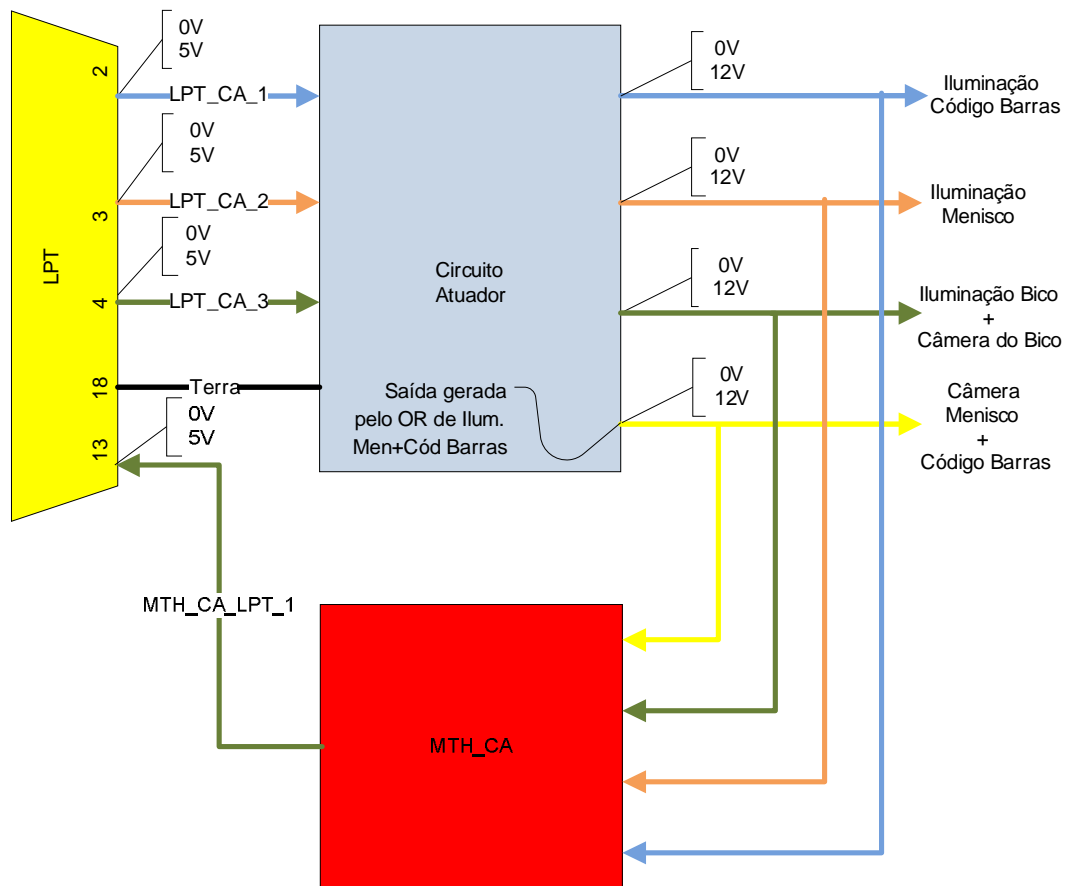 0V
5V
2
LPT_CA_1
0V
5V
3
LPT_CA_2
0V
5V
4
LPT_CA_3
LPT
18
Terra
0V
5V
13
Circuito
Atuador
Saída gerada
pelo OR de Ilum.
Men+Cód Barras
0V
12V
Iluminação
Código Barras
0V
12V
Iluminação
Menisco
0V
12V
Iluminação Bico
+
Câmera do Bico
0V
12V
Câmera
Menisco
+
Código Barras
MTH_CA_LPT_1
MTH_CA